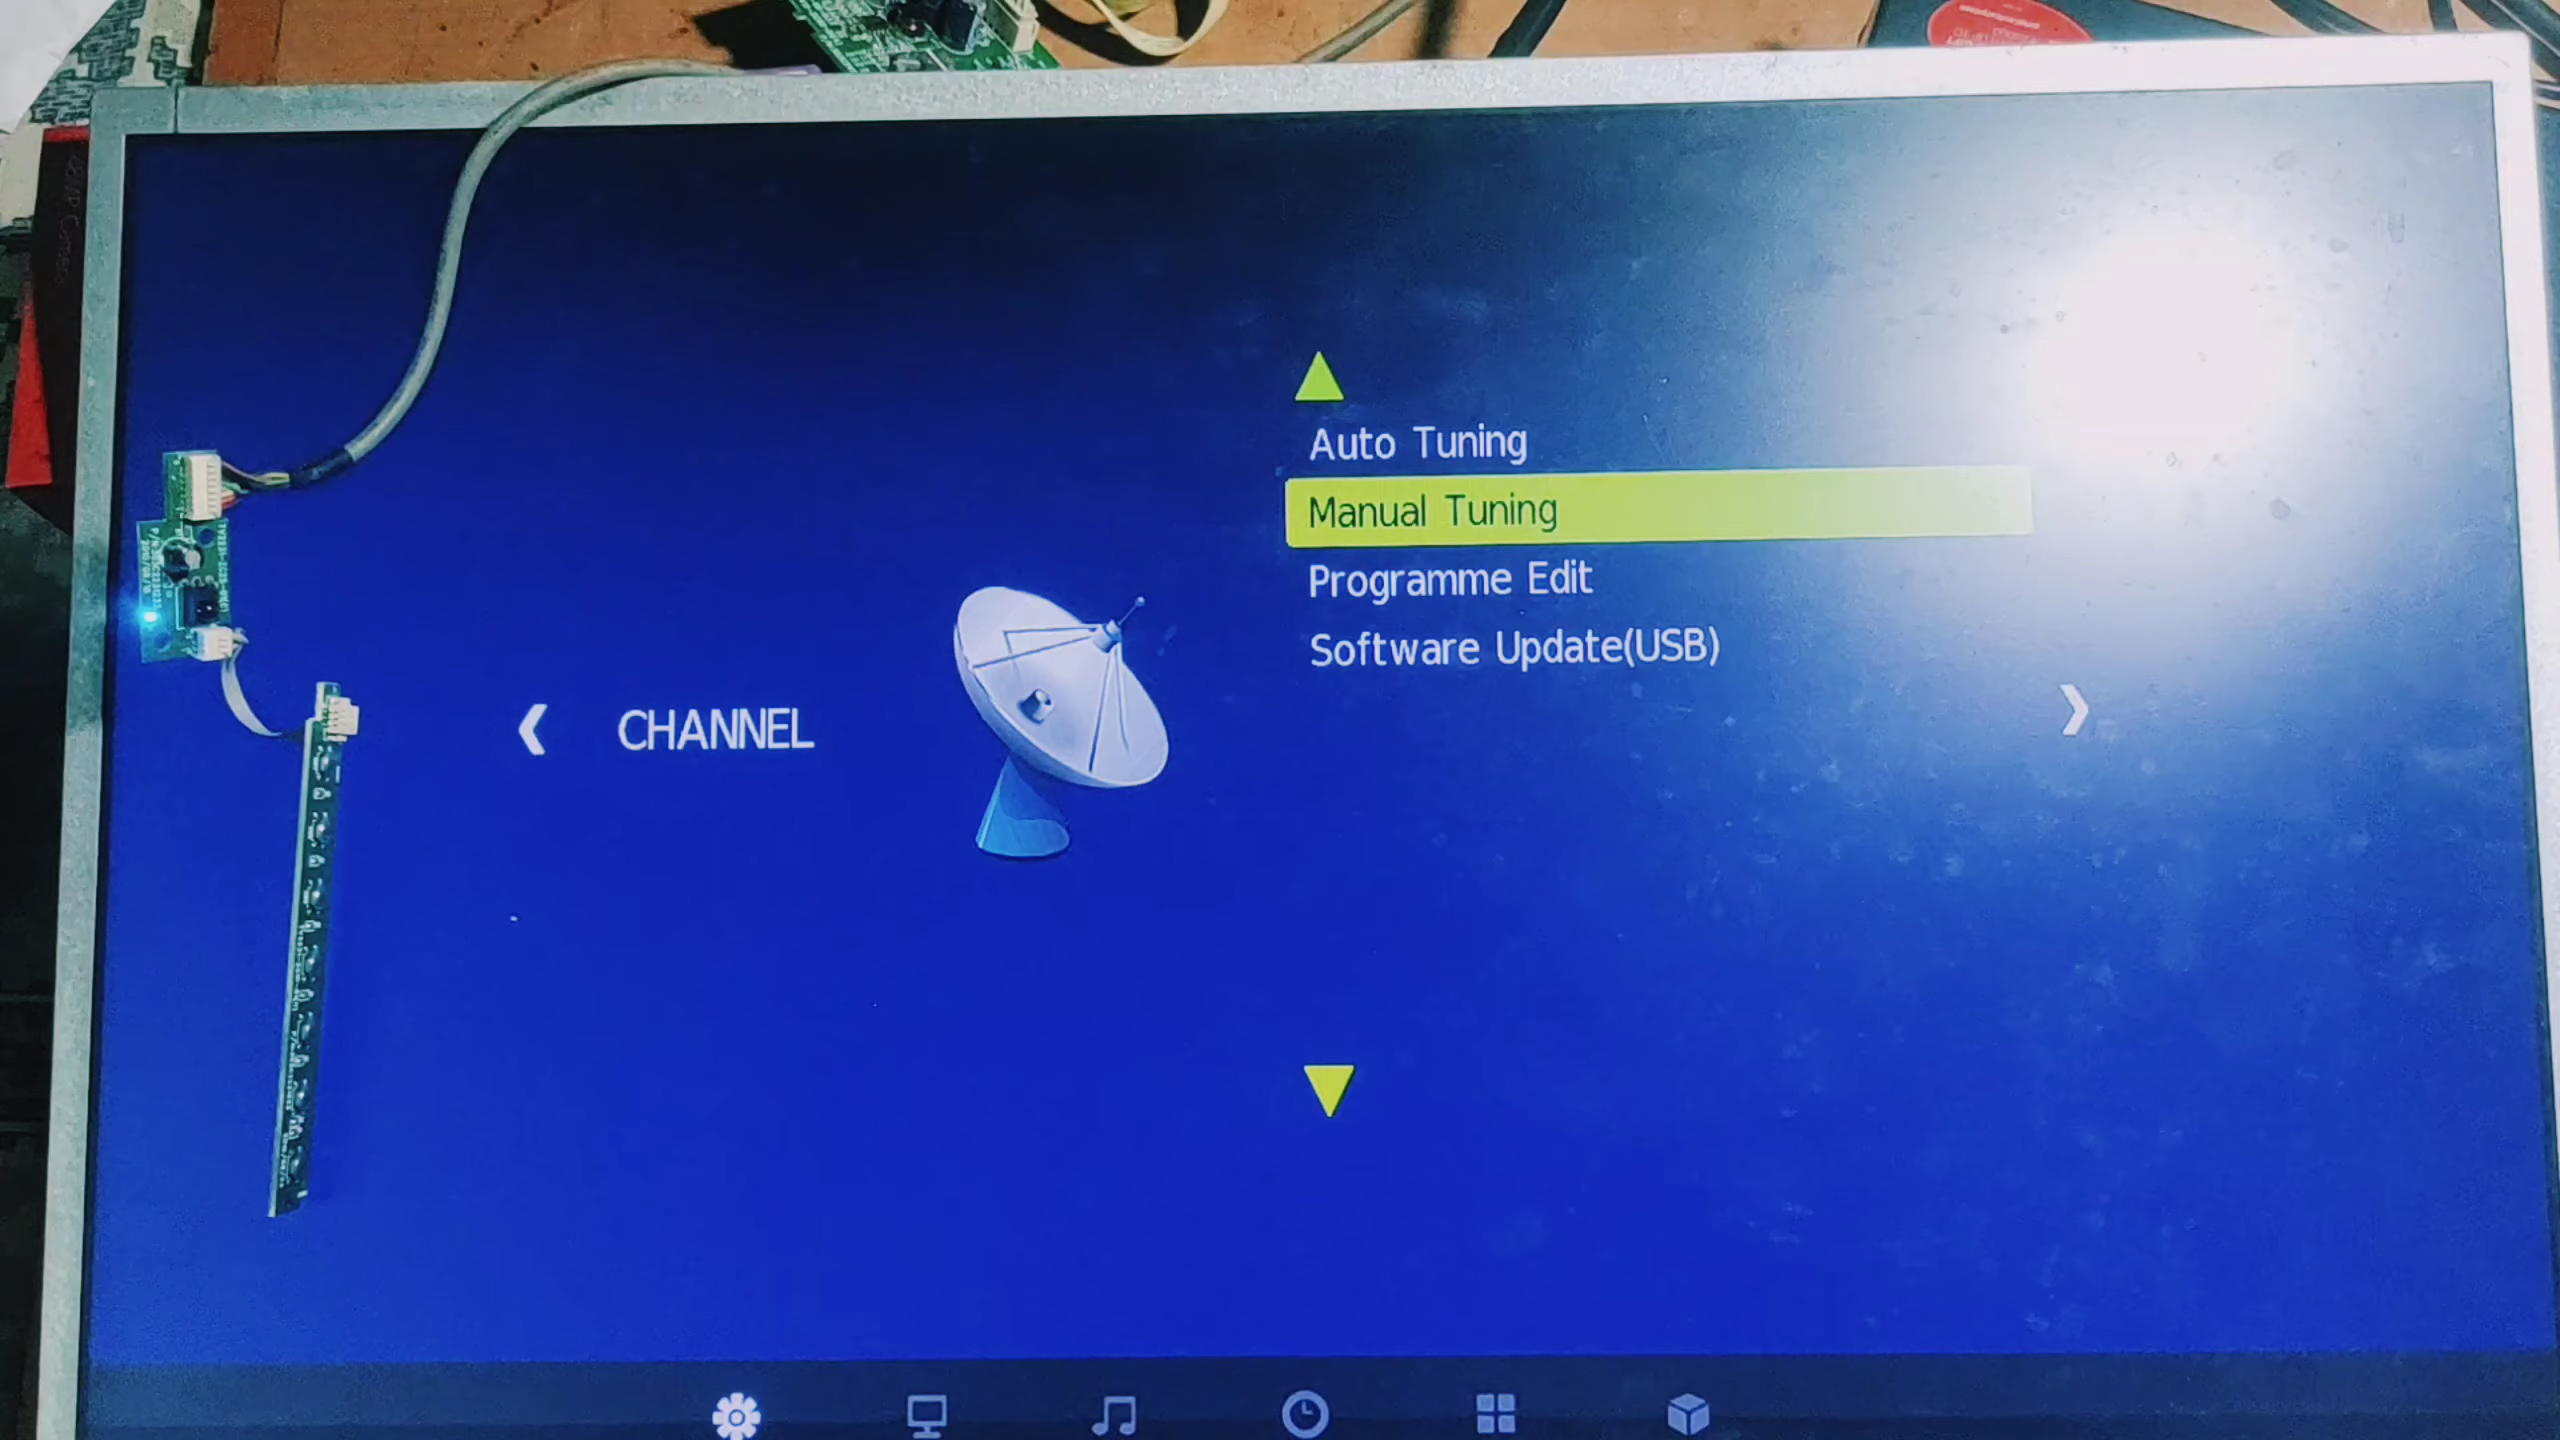 Auto Tuning
Manual Tuning
Programme Edit
Software Update(USB)
CHANNEL